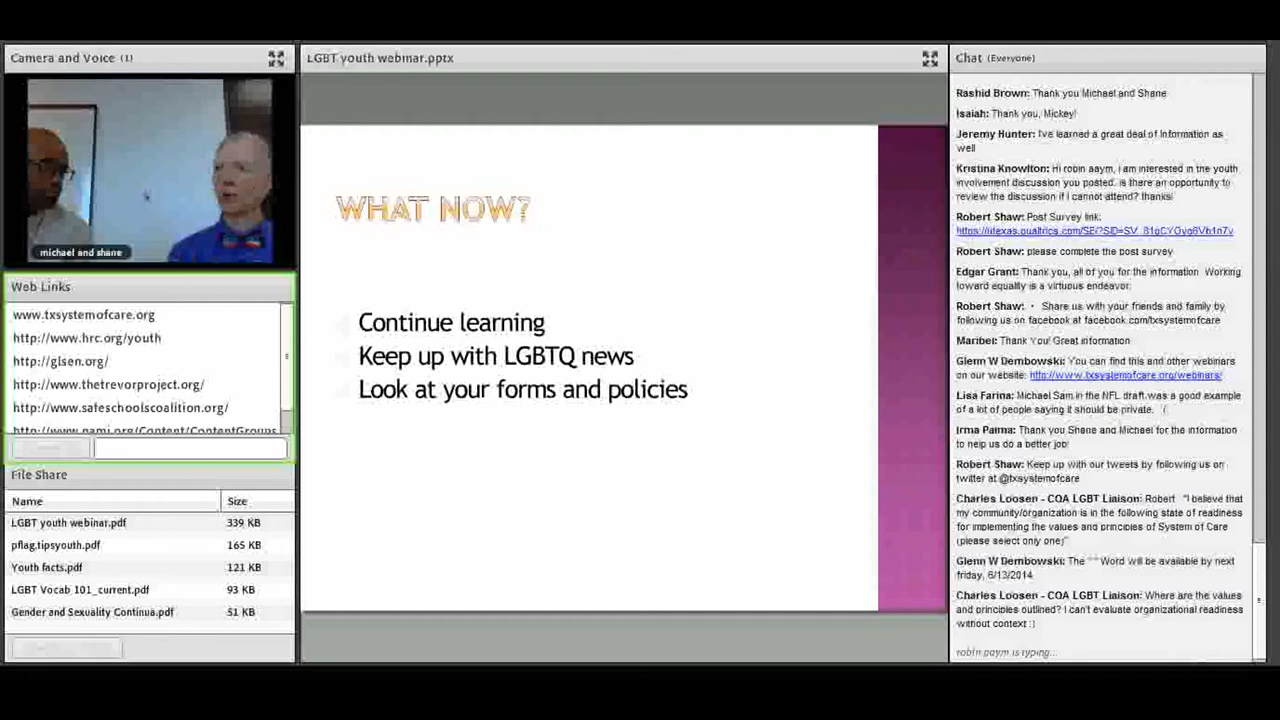 Camera and Voice (1)
michael and shane
Web Links
www.txsystemofcare.org
http://www.hrc.org/youth
http://glsen.org/
http://www.thetrevorproject.org/
http://www.safeschoolscoalition.org/
http://www.nami.org/Content/ContentGroups
File Share
Name Size
LGBT youth webinar.pdf 339 KB
pflag.tipsyouth.pdf 165 KB
Youth facts.pdf 121 KB
LGBT Vocab 101_current.pdf 93 KB
Gender and Sexuality Continua.pdf 51 KB
LGBT youth webinar.pptx
WHAT NOW?
Continue learning
Keep up with LGBTQ news
Look at your forms and policies
Chat (Everyone)
Rashid Brown: Thank you Michael and Shane
Isaiah: Thank you, Mickey!
Jeremy Hunter: I've learned a great deal of Information as
well
Kristina Knowlton: Hi robin aaym, i am interested in the youth
involvement discussion you posted. is there an opportunity to
review the discussion if i cannot attend? thanks!
Robert Shaw: Post Survey link:
Robert Shaw: please complete the post survey
Edgar Grant: Thank you, all of you for the information Working
toward equality is a virtuous endeavor.
Robert Shaw: • Share us with your friends and family by
following us on facebook at facebook.com/txsystemofcare
Maribel: Thank You! Great information
Glenn W Dembowski: You can find this and other webinars
on our website: http://www.txsystemofcare.org/webinars/
Lisa Farina: Michael Sam in the NFL draft was a good example
of a lot of people saying it should be private. :(
Irma Palma: Thank you Shane and Michael for the information
to help us do a better job!
Robert Shaw: Keep up with our tweets by following us on
twitter at @txsystemofcare
Charles Loosen - COA LGBT Liaison: Robert "I believe that
my community/organization is in the following state of readiness
for implementing the values and principles of System of Care
(please select only one)"
Glenn W Dembowski: The ""Word will be available by next
friday, 6/13/2014
Charles Loosen - COA LGBT Liaison: Where are the values
and principles outlined? I can't evaluate organizational readiness
without context :)
robin paym is typing...